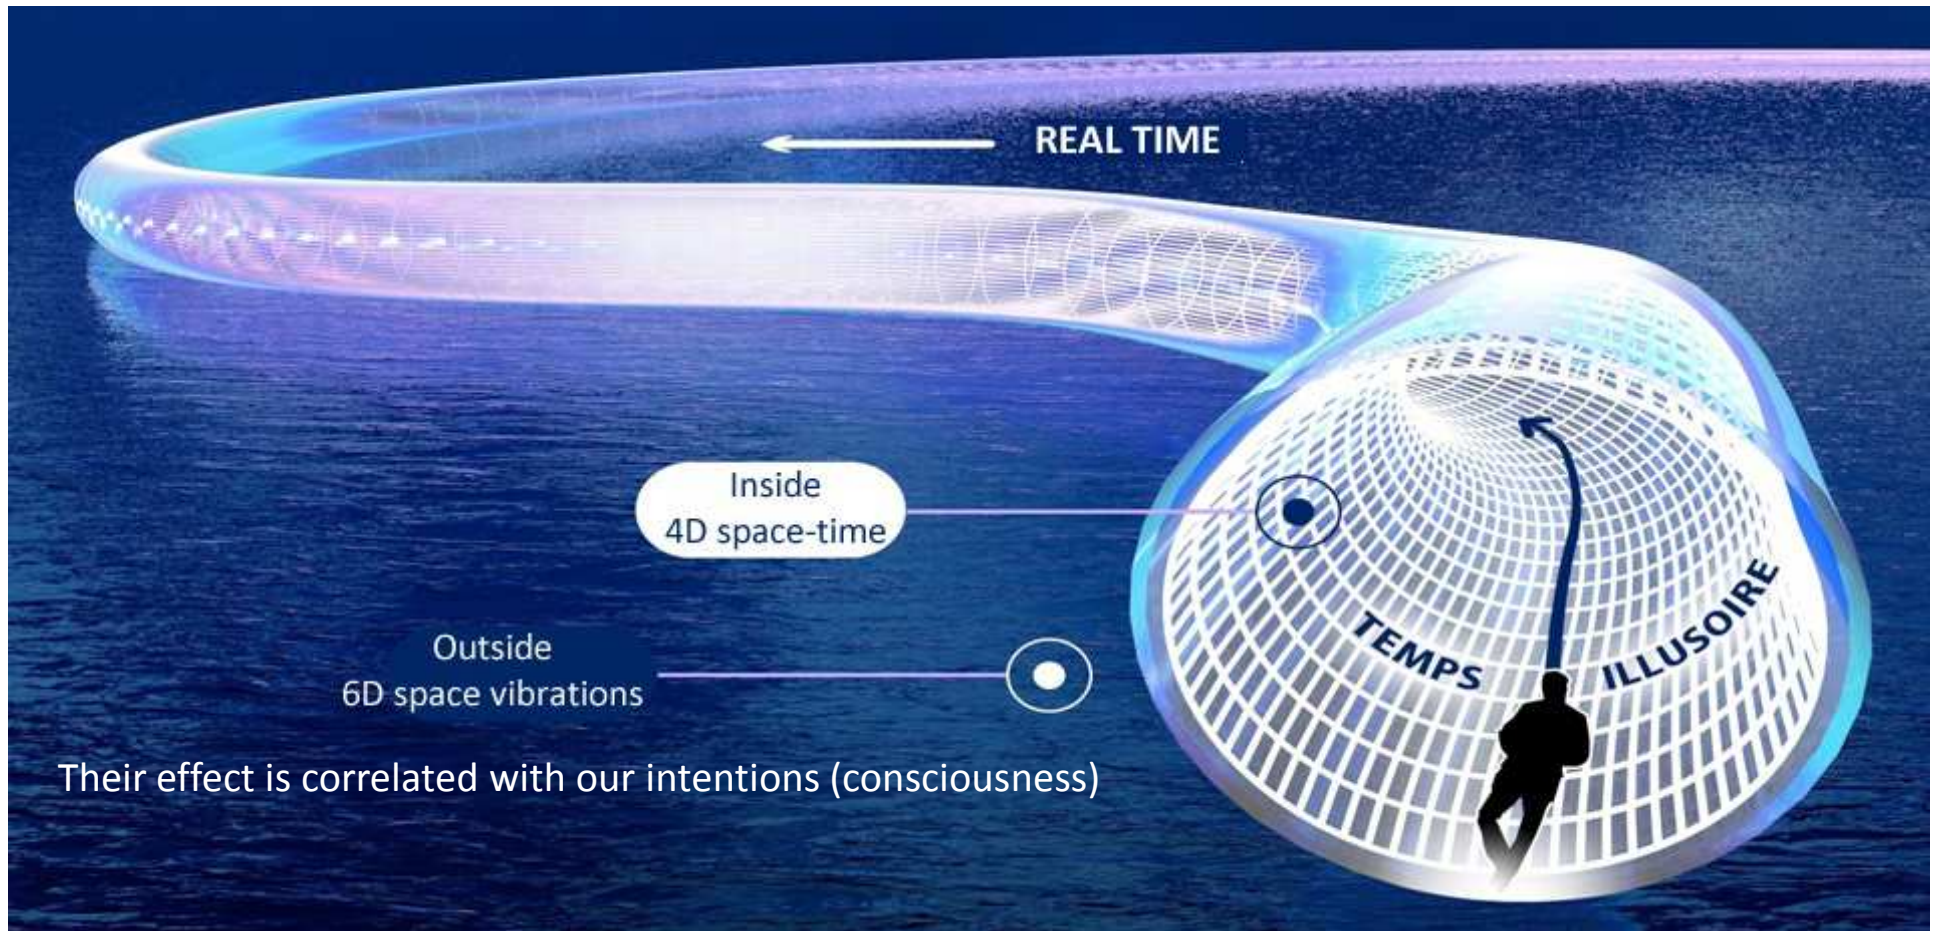 REAL TIME
Inside
4D space-time
TEMPS ILLUSOIRE
Outside
6D space vibrations
Their effect is correlated with our intentions (consciousness)